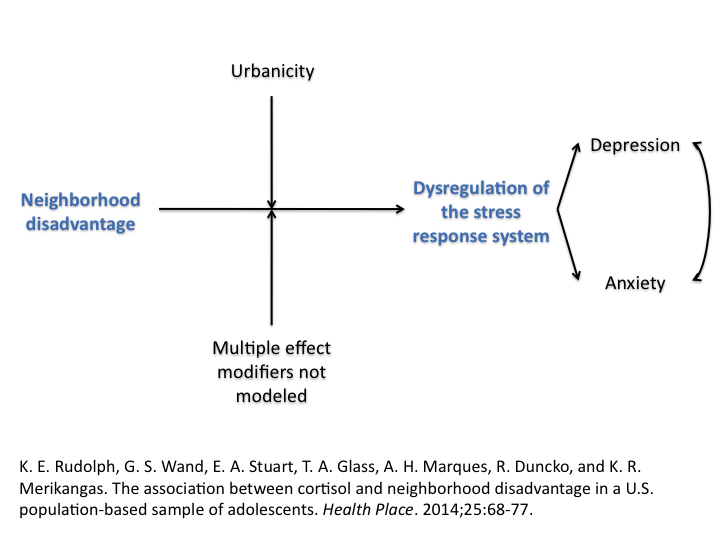 Urbanicity
Depression
Neighborhood
disadvantage
Dysregulation of
the stress
response system
Anxiety
Multiple effect
modifiers not
modeled
K. E. Rudolph, G. S. Wand, E. A. Stuart, T. A. Glass, A. H. Marques, R. Duncko, and K. R.
Merikangas. The association between cortisol and neighborhood disadvantage in a U.S.
population-based sample of adolescents. Health Place. 2014;25:68-77.